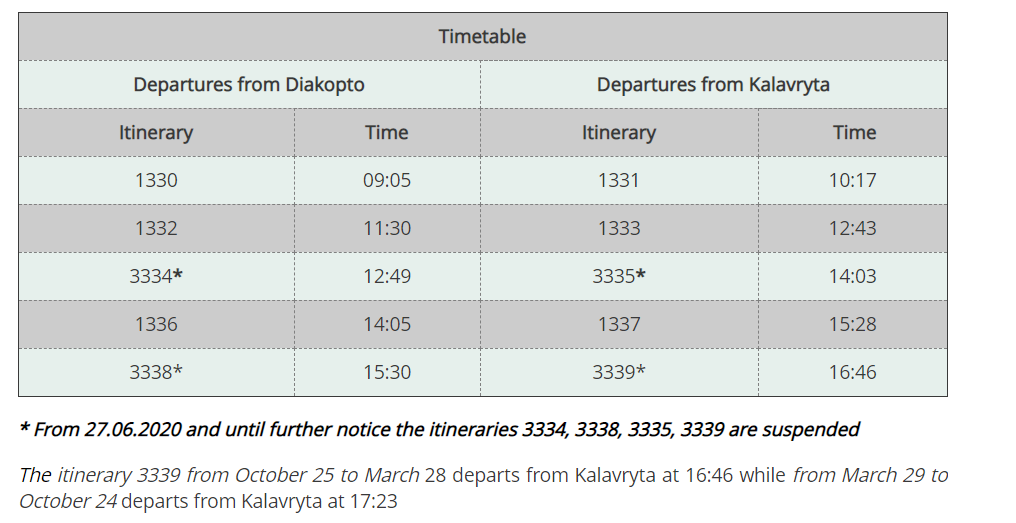 Timetable
Departures from Diakopto Departures from Kalavryta
Itinerary Time Itinerary Time
1330 09:05 1331 10:17
1332 11:30 1333 12:43
3334* 12:49 3335* 14:03
1336 14:05 1337 15:28
3338* 15:30 3339* 16:46
* From 27.06.2020 and until further notice the itineraries 3334, 3338, 3335, 3339 are suspended
The itinerary 3339 from October 25 to March 28 departs from Kalavryta at 16:46 while from March 29 to
October 24 departs from Kalavryta at 17:23